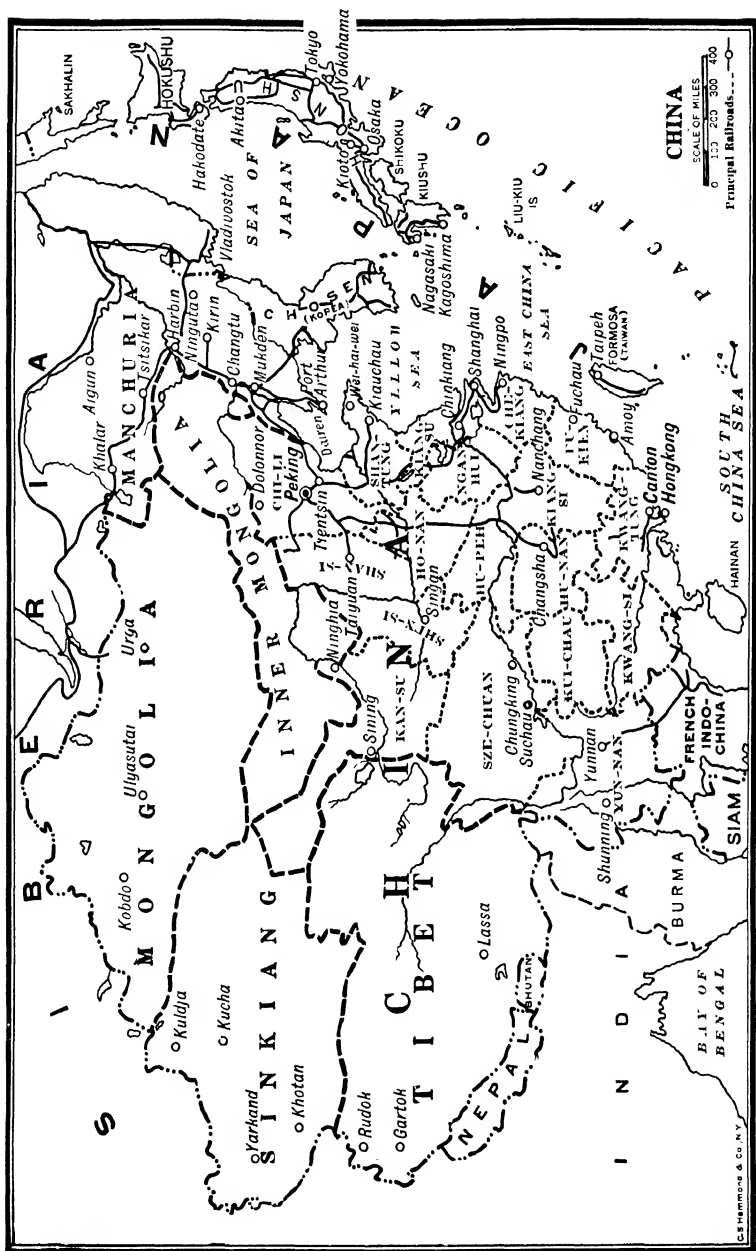 CHINA
SCALE OF MILES
0 100 200 300 400
Principal Railroads
S I B E R I A
SAKHALIN
HOKUSHU
Hakodate
Akita
Tokyo
Yokohama
Kioto
Osaka
SHIKOKU
KIUSHU
Nagasaki
Kagoshima
J A P A N
SEA OF
JAPAN
Vladivostok
PACIFIC OCEAN
LIU-KIU
IS
MANCHURIA
Khalar
Aigun
Sitsikar
Harbin
Ninguta
Kirin
Changtu
Mukden
Port
Arthur
Dairen
CHOSEN
(KOREA)
MONGOLIA
Kobdo
Ulyasutai
Urga
INNER MONGOLIA
Dolonnor
CHI-LI
Peking
Tientsin
Wei-hai-wei
Kiauchau
YELLOW
SEA
SHAN-
TUNG
SHAN-SI
Taiyuan
Ninghia
SHEN-SI
Singan
HO-NAN
KIANG-
SU
Chinkiang
Shanghai
Ningpo
EAST CHINA
SEA
NGAN-
HUI
CHE-
KIANG
HU-PEH
Nanchang
KIANG-
SI
FU-
KIEN
Fuchau
Amoy
Taipeh
FORMOSA
(TAIWAN)
Changsha
HU-NAN
KUI-CHAU
KWANG-
TUNG
KWANG-SI
Canton
Hongkong
SOUTH
CHINA SEA
HAINAN
CHINA
KAN-SU
Sining
SZE-CHUAN
Chungking
Suchau
Yunnan
YUN-NAN
Shunning
FRENCH
INDO-
CHINA
SIAM
BURMA
SINKIANG
Kuldja
Kucha
Yarkand
Khotan
TIBET
Rudok
Gartok
Lassa
NEPAL
BHUTAN
INDIA
BAY OF
BENGAL
C.S. Hammond & Co., N.Y.